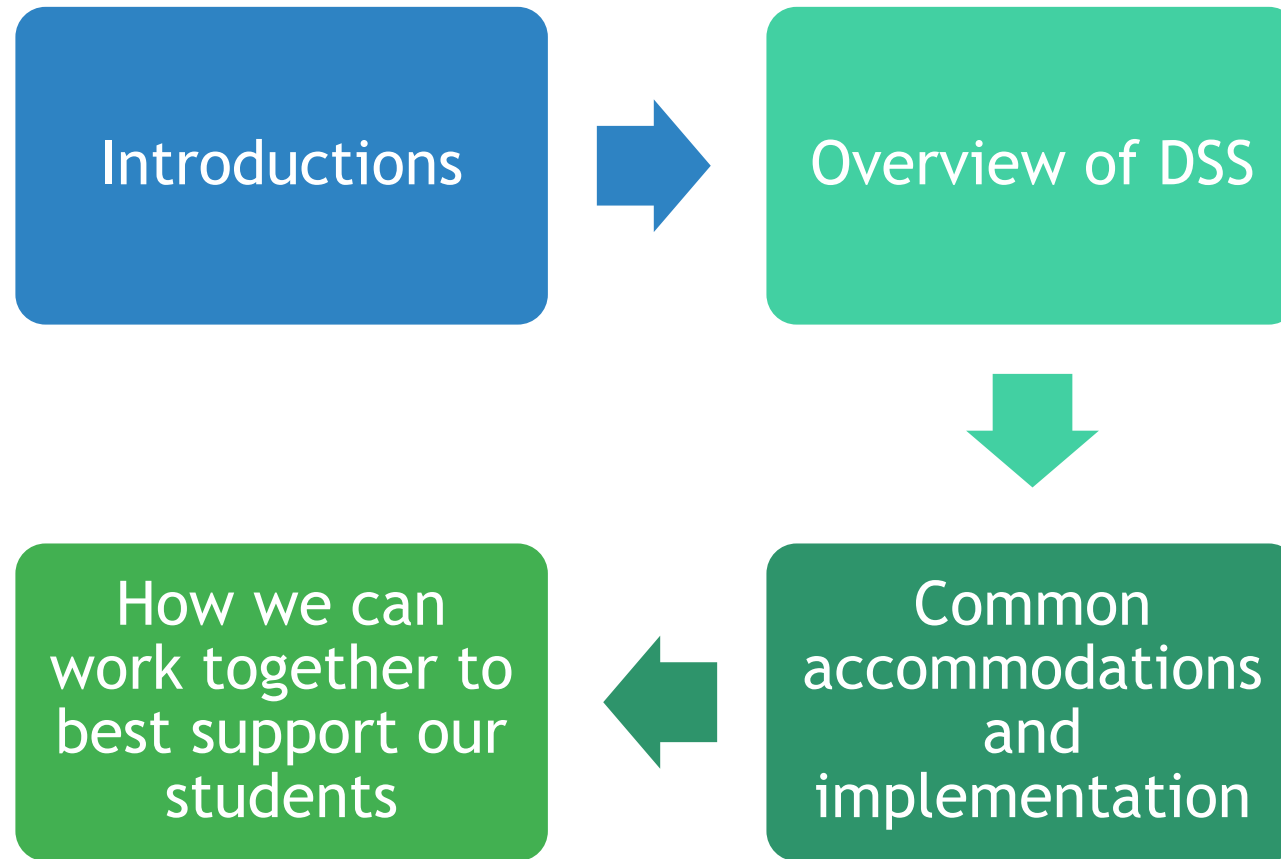 Introductions
Overview of DSS
Common
accommodations
and
implementation
How we can
work together to
best support our
students